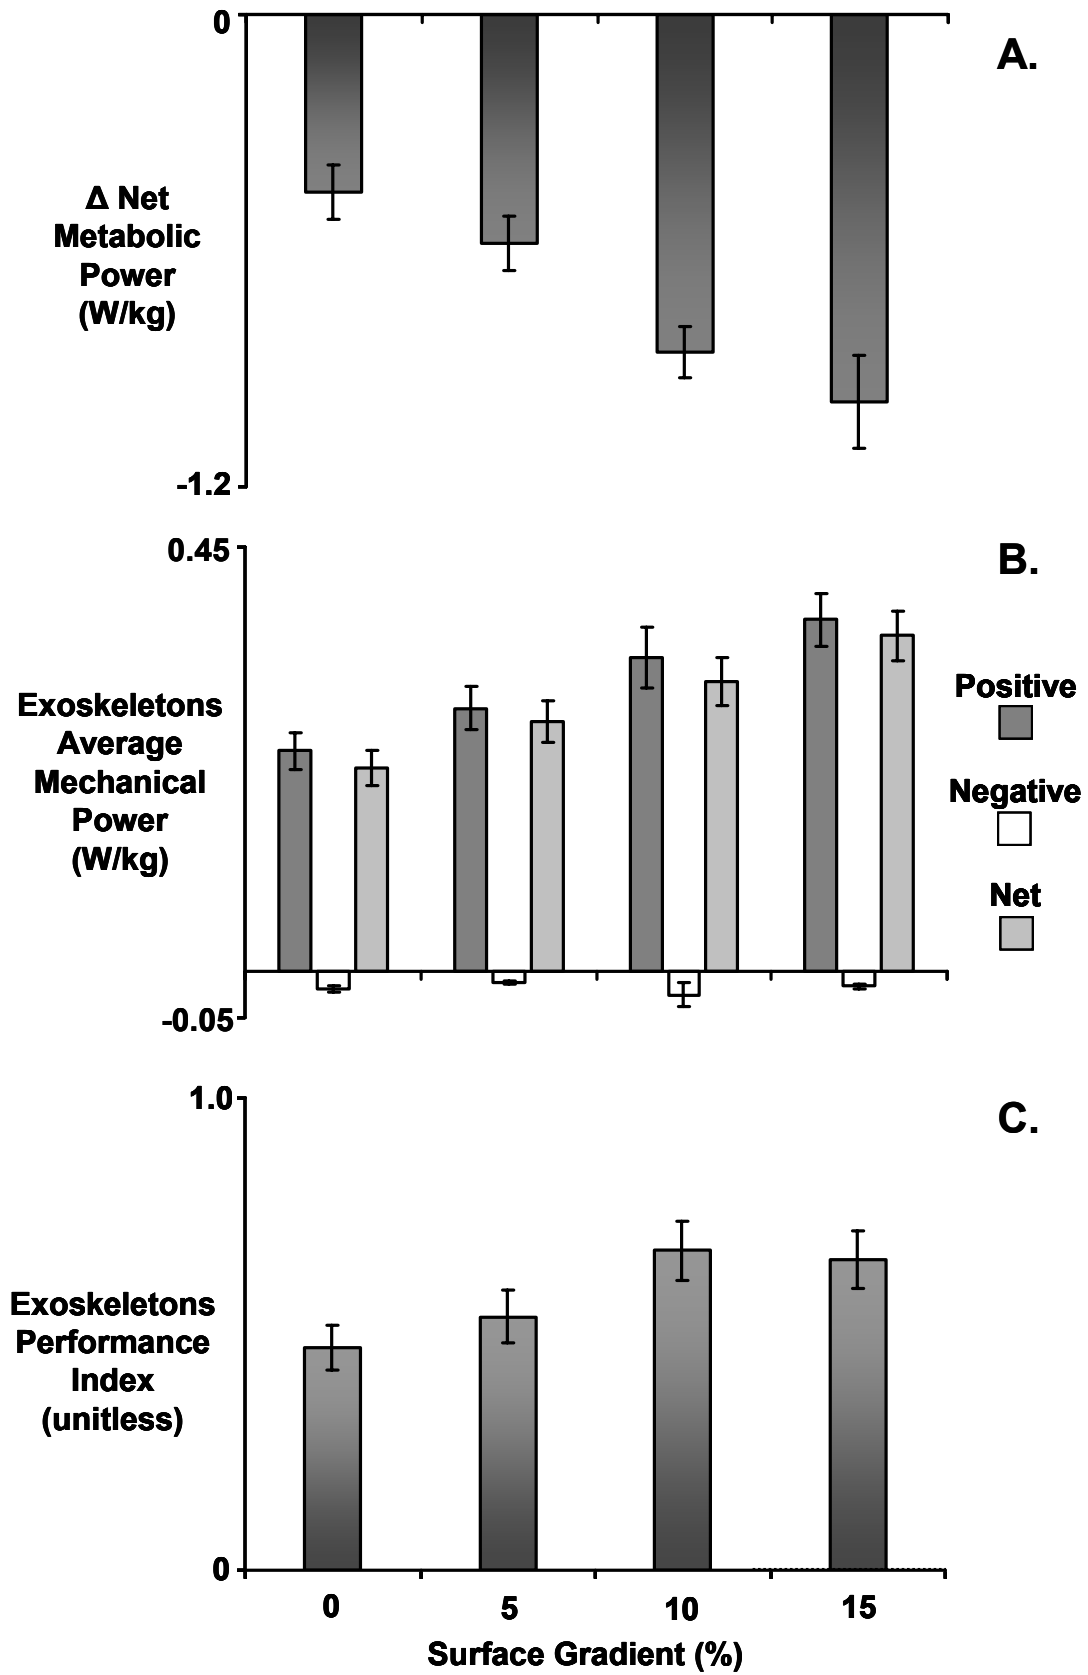 0
A.
Δ Net
Metabolic
Power
(W/kg)
-1.2
0.45
B.
Exoskeletons
Average
Mechanical
Power
(W/kg)
Positive
Negative
Net
-0.05
1.0
C.
Exoskeletons
Performance
Index
(unitless)
0
0 5 10 15
Surface Gradient (%)